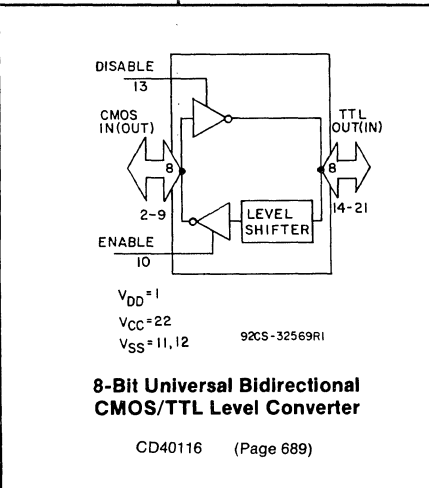 DISABLE
13
CMOS
IN(OUT)
TTL
OUT(IN)
8
8
2-9
LEVEL
SHIFTER
14-21
ENABLE
10
VDD=1
VCC=22
VSS=11,12
92CS-32569R1
8-Bit Universal Bidirectional
CMOS/TTL Level Converter
CD40116 (Page 689)